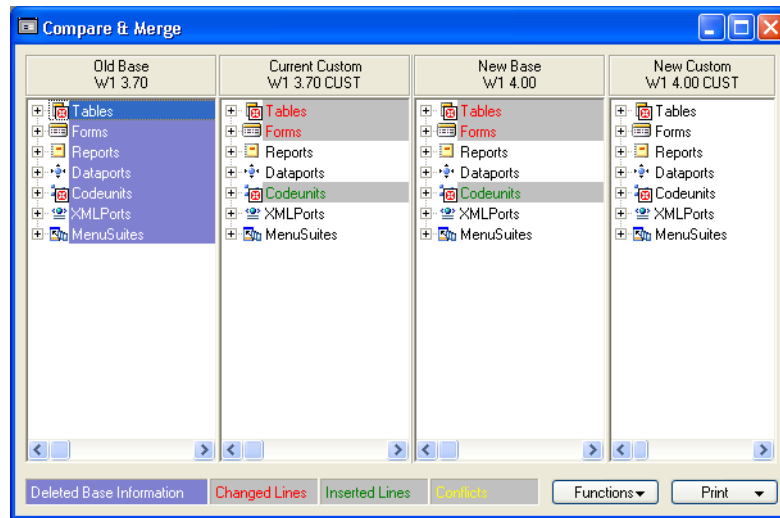 Compare & Merge
Old Base
W1 3.70
Current Custom
W1 3.70 CUST
New Base
W1 4.00
New Custom
W1 4.00 CUST
Tables
Forms
Reports
Dataports
Codeunits
XMLPorts
MenuSuites
Tables
Forms
Reports
Dataports
Codeunits
XMLPorts
MenuSuites
Tables
Forms
Reports
Dataports
Codeunits
XMLPorts
MenuSuites
Tables
Forms
Reports
Dataports
Codeunits
XMLPorts
MenuSuites
Deleted Base Information
Changed Lines
Inserted Lines
Conflicts
Functions
Print